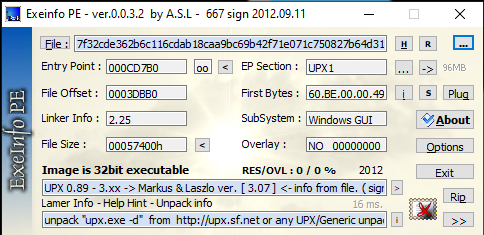 Exeinfo PE - ver.0.0.3.2 by A.S.L - 667 sign 2012.09.11
File : 7f32cde362b6c116cdab18caa9bc69b42f71e071c750827b64d31 H R ...
Entry Point : 000CD7B0 oo < EP Section : UPX1 ... -> 96MB
File Offset : 0003DBB0 First Bytes : 60.BE.00.00.49 i S Plug
Linker Info : 2.25 SubSystem : Windows GUI About
File Size : 00057400h < Overlay : NO 00000000 Options
Image is 32bit executable RES/OVL : 0 / 0 % 2012 Exit
UPX 0.89 - 3.xx -> Markus & Laszlo ver. [ 3.07 ] <- info from file. ( sign >
Lamer Info - Help Hint - Unpack info 16 ms. Rip
unpack "upx.exe -d" from http://upx.sf.net or any UPX/Generic unpa i >>
ExeInfo PE